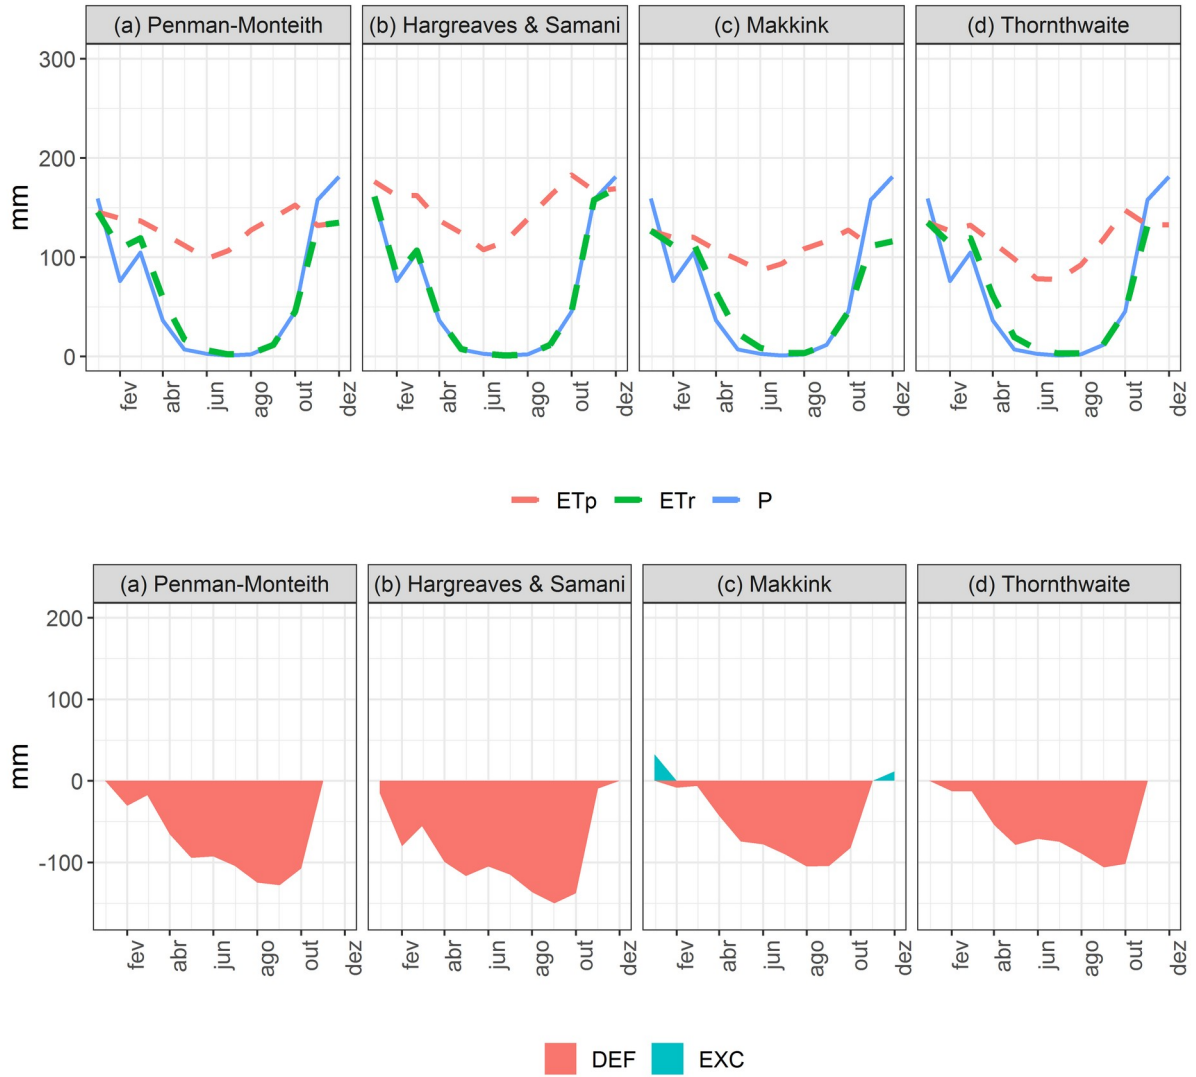 (a) Penman-Monteith (b) Hargreaves & Samani (c) Makkink (d) Thornthwaite
300
200
100
0
mm
fev abr jun ago out dez fev abr jun ago out dez fev abr jun ago out dez fev abr jun ago out dez
ETp ETr P
(a) Penman-Monteith (b) Hargreaves & Samani (c) Makkink (d) Thornthwaite
200
100
0
-100
mm
fev abr jun ago out dez fev abr jun ago out dez fev abr jun ago out dez fev abr jun ago out dez
DEF EXC